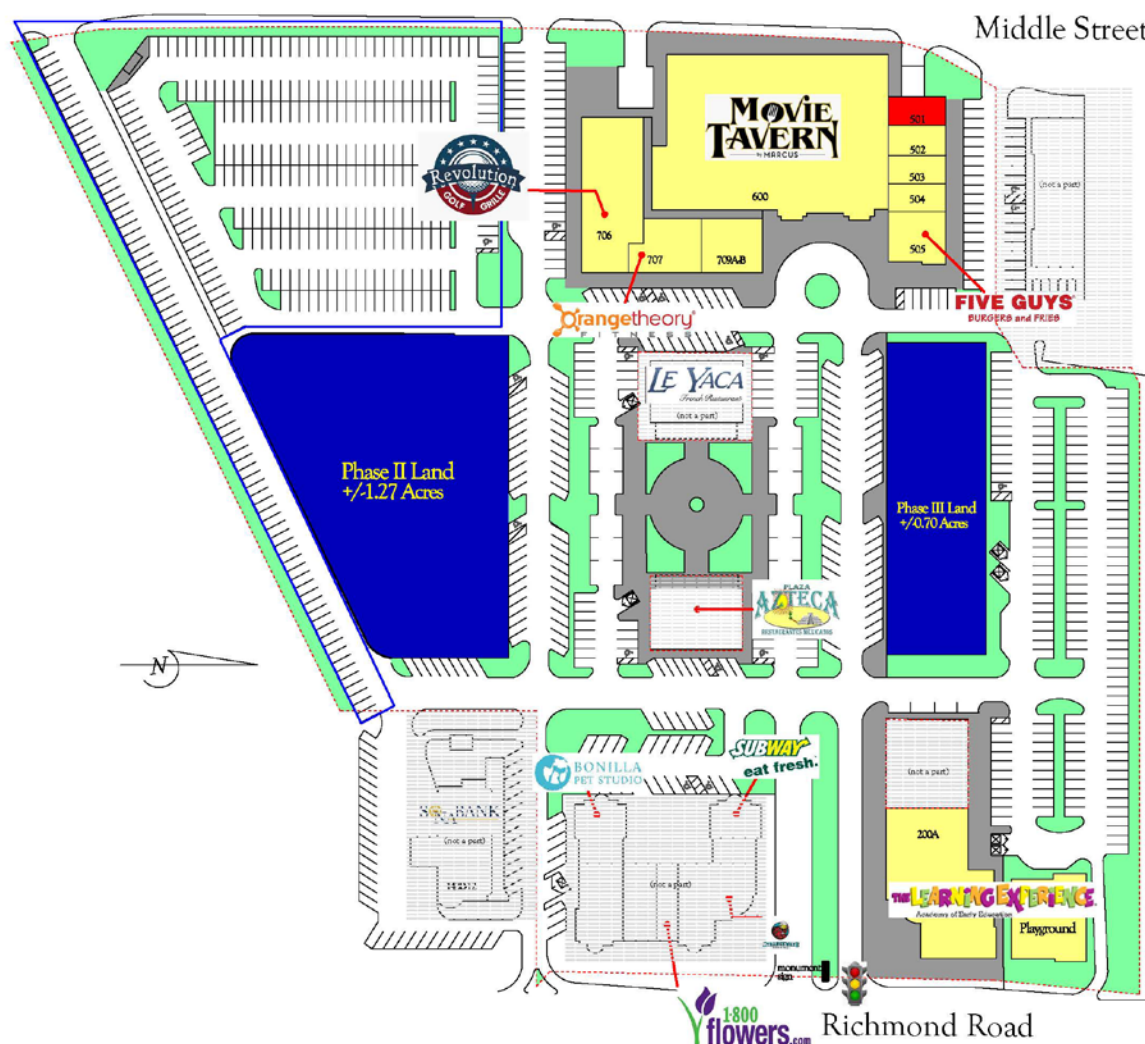 Middle Street
MOVIE
TAVERN
by MARCUS
501
502
503
504
505
600
(not a part)
Revolution
GOLF GRILLE
706
707
709A-B
FIVE GUYS
BURGERS and FRIES
Orangetheory
FITNESS
LE YACA
French Restaurant
(not a part)
Phase II Land
+/-1.27 Acres
Phase III Land
+/-0.70 Acres
PLAZA
AZTECA
N
BONILLA
PET STUDIO
SUBWAY
eat fresh.
(not a part)
200A
SONABANK
(not a part)
(not a part)
THE LEARNING EXPERIENCE
Academy of Early Education
Playground
monument
sign
1·800
flowers.com
Richmond Road